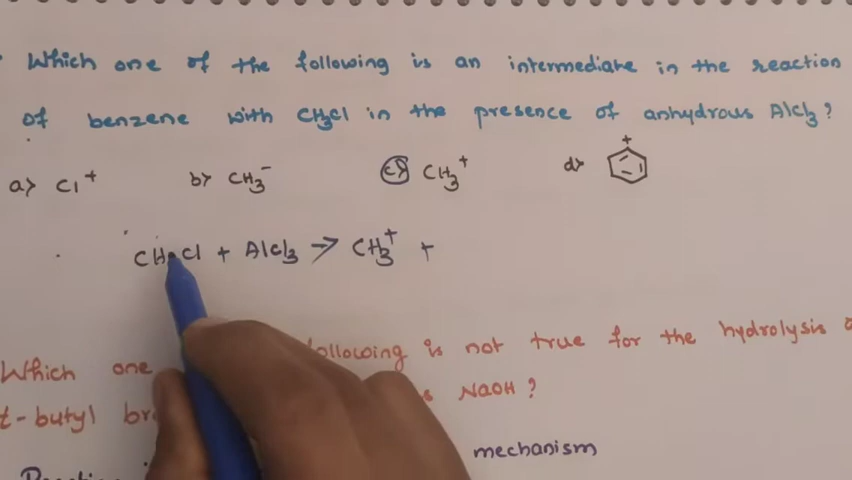 Which one of the following is an intermediate in the reaction
of benzene with CH3Cl in the presence of anhydrous AlCl3?
a) Cl+
b) CH3-
c) CH3+
d) +
CH3Cl + AlCl3 → CH3+ +
Which one following is not true for the hydrolysis
t-butyl NaOH?
mechanism